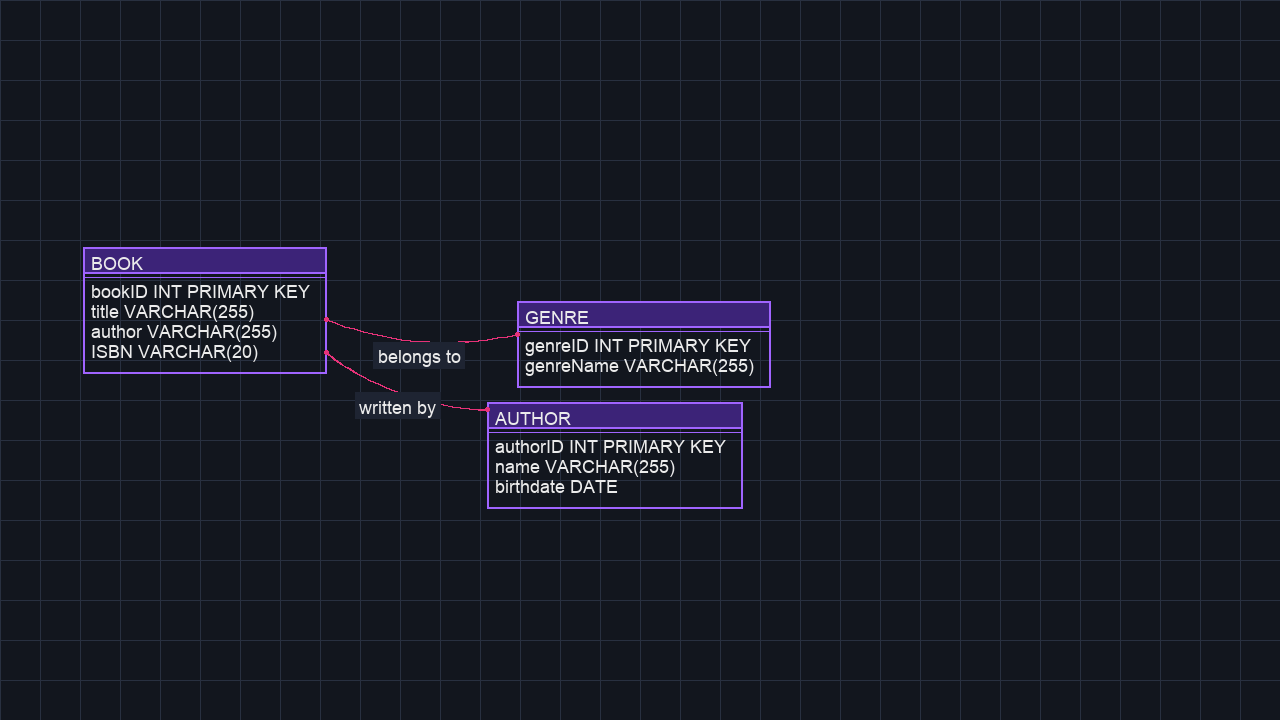 BOOK
bookID INT PRIMARY KEY
title VARCHAR(255)
author VARCHAR(255)
ISBN VARCHAR(20)
belongs to
written by
GENRE
genreID INT PRIMARY KEY
genreName VARCHAR(255)
AUTHOR
authorID INT PRIMARY KEY
name VARCHAR(255)
birthdate DATE